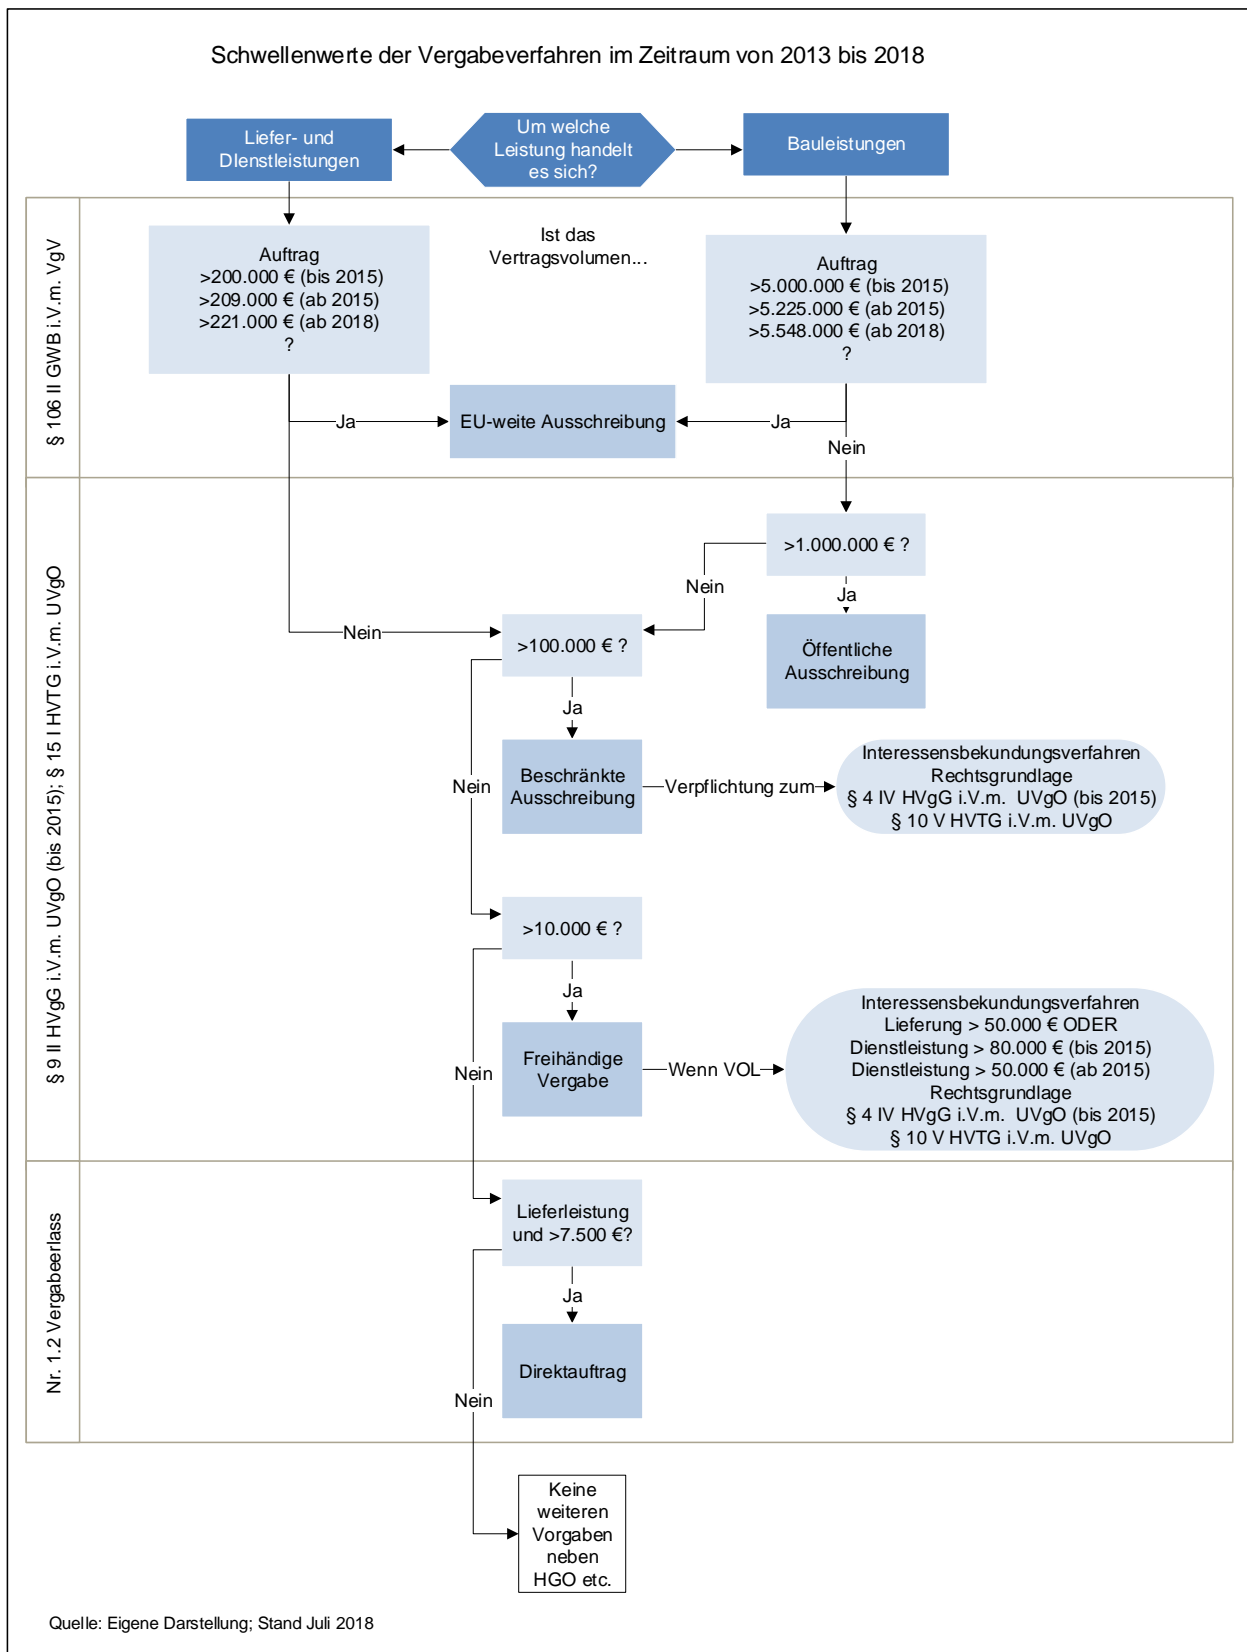 Schwellenwerte der Vergabeverfahren im Zeitraum von 2013 bis 2018
Liefer- und
DIenstleistungen
Um welche
Leistung handelt
es sich?
Bauleistungen
§ 106 II GWB i.V.m. VgV
Auftrag
>200.000 € (bis 2015)
>209.000 € (ab 2015)
>221.000 € (ab 2018)
?
Ist das
Vertragsvolumen...
Auftrag
>5.000.000 € (bis 2015)
>5.225.000 € (ab 2015)
>5.548.000 € (ab 2018)
?
Ja
EU-weite Ausschreibung
Ja
Nein
§ 9 II HVgG i.V.m. UVgO (bis 2015); § 15 I HVTG i.V.m. UVgO
>1.000.000 € ?
Nein
Ja
Nein
>100.000 € ?
Öffentliche
Ausschreibung
Ja
Nein
Beschränkte
Ausschreibung
Verpflichtung zum
Interessensbekundungsverfahren
Rechtsgrundlage
§ 4 IV HVgG i.V.m. UVgO (bis 2015)
§ 10 V HVTG i.V.m. UVgO
>10.000 € ?
Ja
Nein
Freihändige
Vergabe
Wenn VOL
Interessensbekundungsverfahren
Lieferung > 50.000 € ODER
Dienstleistung > 80.000 € (bis 2015)
Dienstleistung > 50.000 € (ab 2015)
Rechtsgrundlage
§ 4 IV HVgG i.V.m. UVgO (bis 2015)
§ 10 V HVTG i.V.m. UVgO
Nr. 1.2 Vergabeerlass
Lieferleistung
und >7.500 €?
Ja
Direktauftrag
Nein
Keine
weiteren
Vorgaben
neben
HGO etc.
Quelle: Eigene Darstellung; Stand Juli 2018